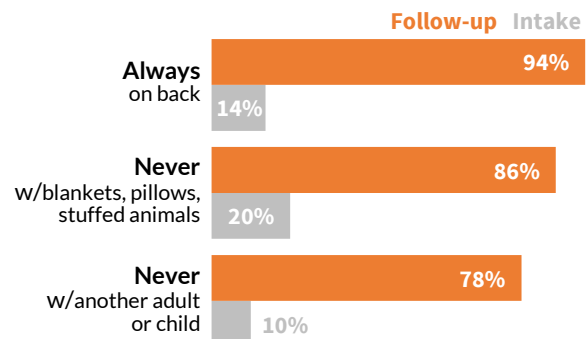 Follow-up Intake
Always
on back
94%
14%
Never
w/blankets, pillows,
stuffed animals
86%
20%
Never
w/another adult
or child
78%
10%